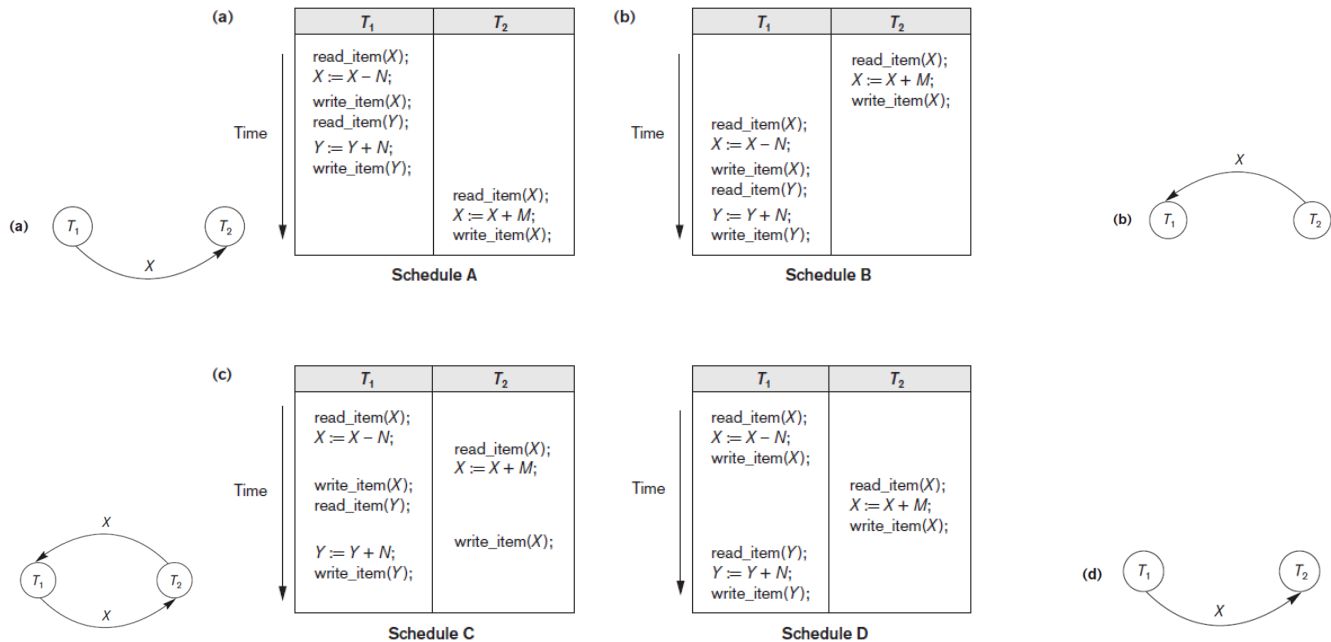 (a)
T₁ T₂
read_item(X);
X := X – N;
write_item(X);
read_item(Y);
Time
Y := Y + N;
write_item(Y);
read_item(X);
X := X + M;
write_item(X);
Schedule A
(a)
T₁ T₂
X
(b)
T₁ T₂
read_item(X);
X := X + M;
write_item(X);
Time
read_item(X);
X := X – N;
write_item(X);
read_item(Y);
Y := Y + N;
write_item(Y);
Schedule B
X
(b)
T₁ T₂
(c)
T₁ T₂
read_item(X);
X := X – N;
read_item(X);
X := X + M;
Time
write_item(X);
read_item(Y);
write_item(X);
Y := Y + N;
write_item(Y);
Schedule C
X
T₁ T₂
X
T₁ T₂
read_item(X);
X := X – N;
write_item(X);
Time
read_item(X);
X := X + M;
write_item(X);
read_item(Y);
Y := Y + N;
write_item(Y);
Schedule D
(d)
T₁ T₂
X